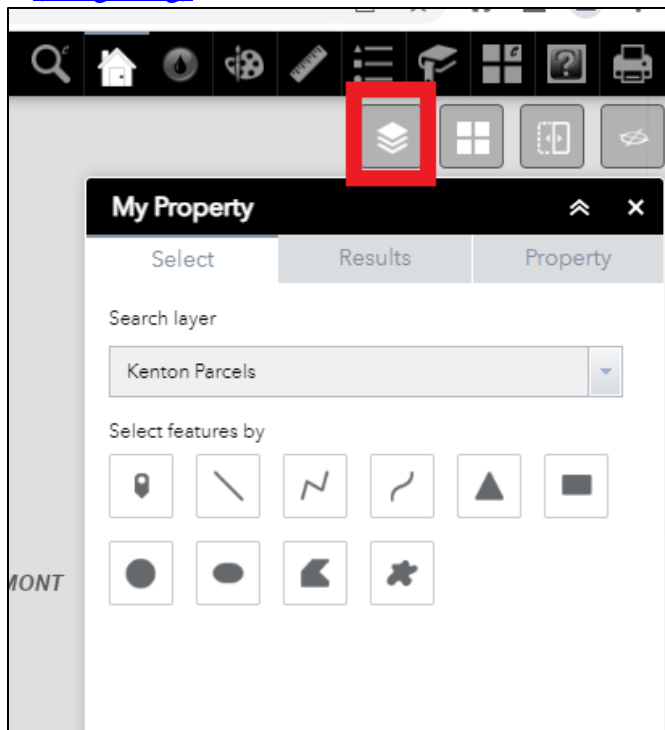 My Property
Select Results Property
Search layer
Kenton Parcels
Select features by
MONT